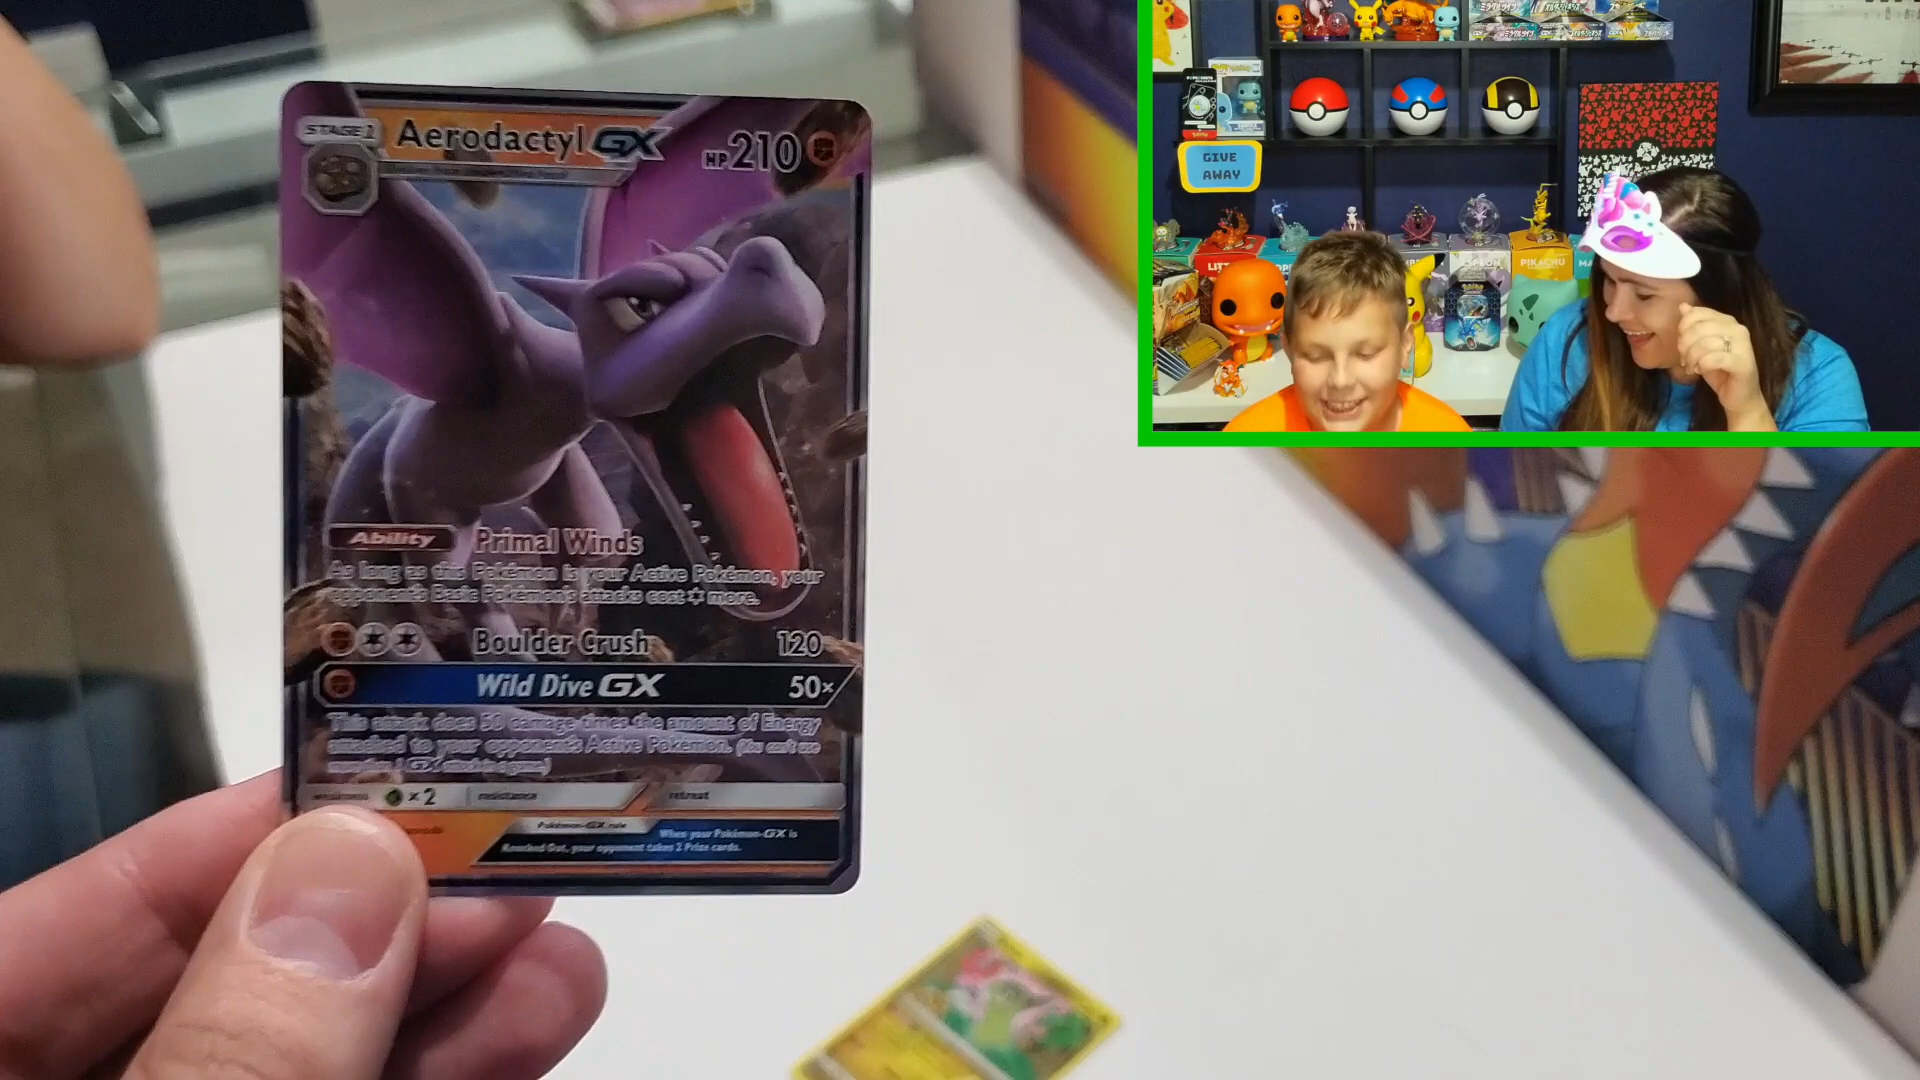 STAGE 1
Aerodactyl GX
HP 210
Ability Primal Winds
As long as this Pokémon is your Active Pokémon, your
opponent's Basic Pokémon's attacks cost more.
Boulder Crush 120
Wild Dive GX 50×
This attack does 50 damage times the amount of Energy
attached to your opponent's Active Pokémon. (You can't use
more than 1 GX attack in a game.)
weakness ×2 resistance retreat
Pokémon-GX rule
When your Pokémon-GX is
Knocked Out, your opponent takes 2 Prize cards.
GIVE
AWAY
PIKACHU